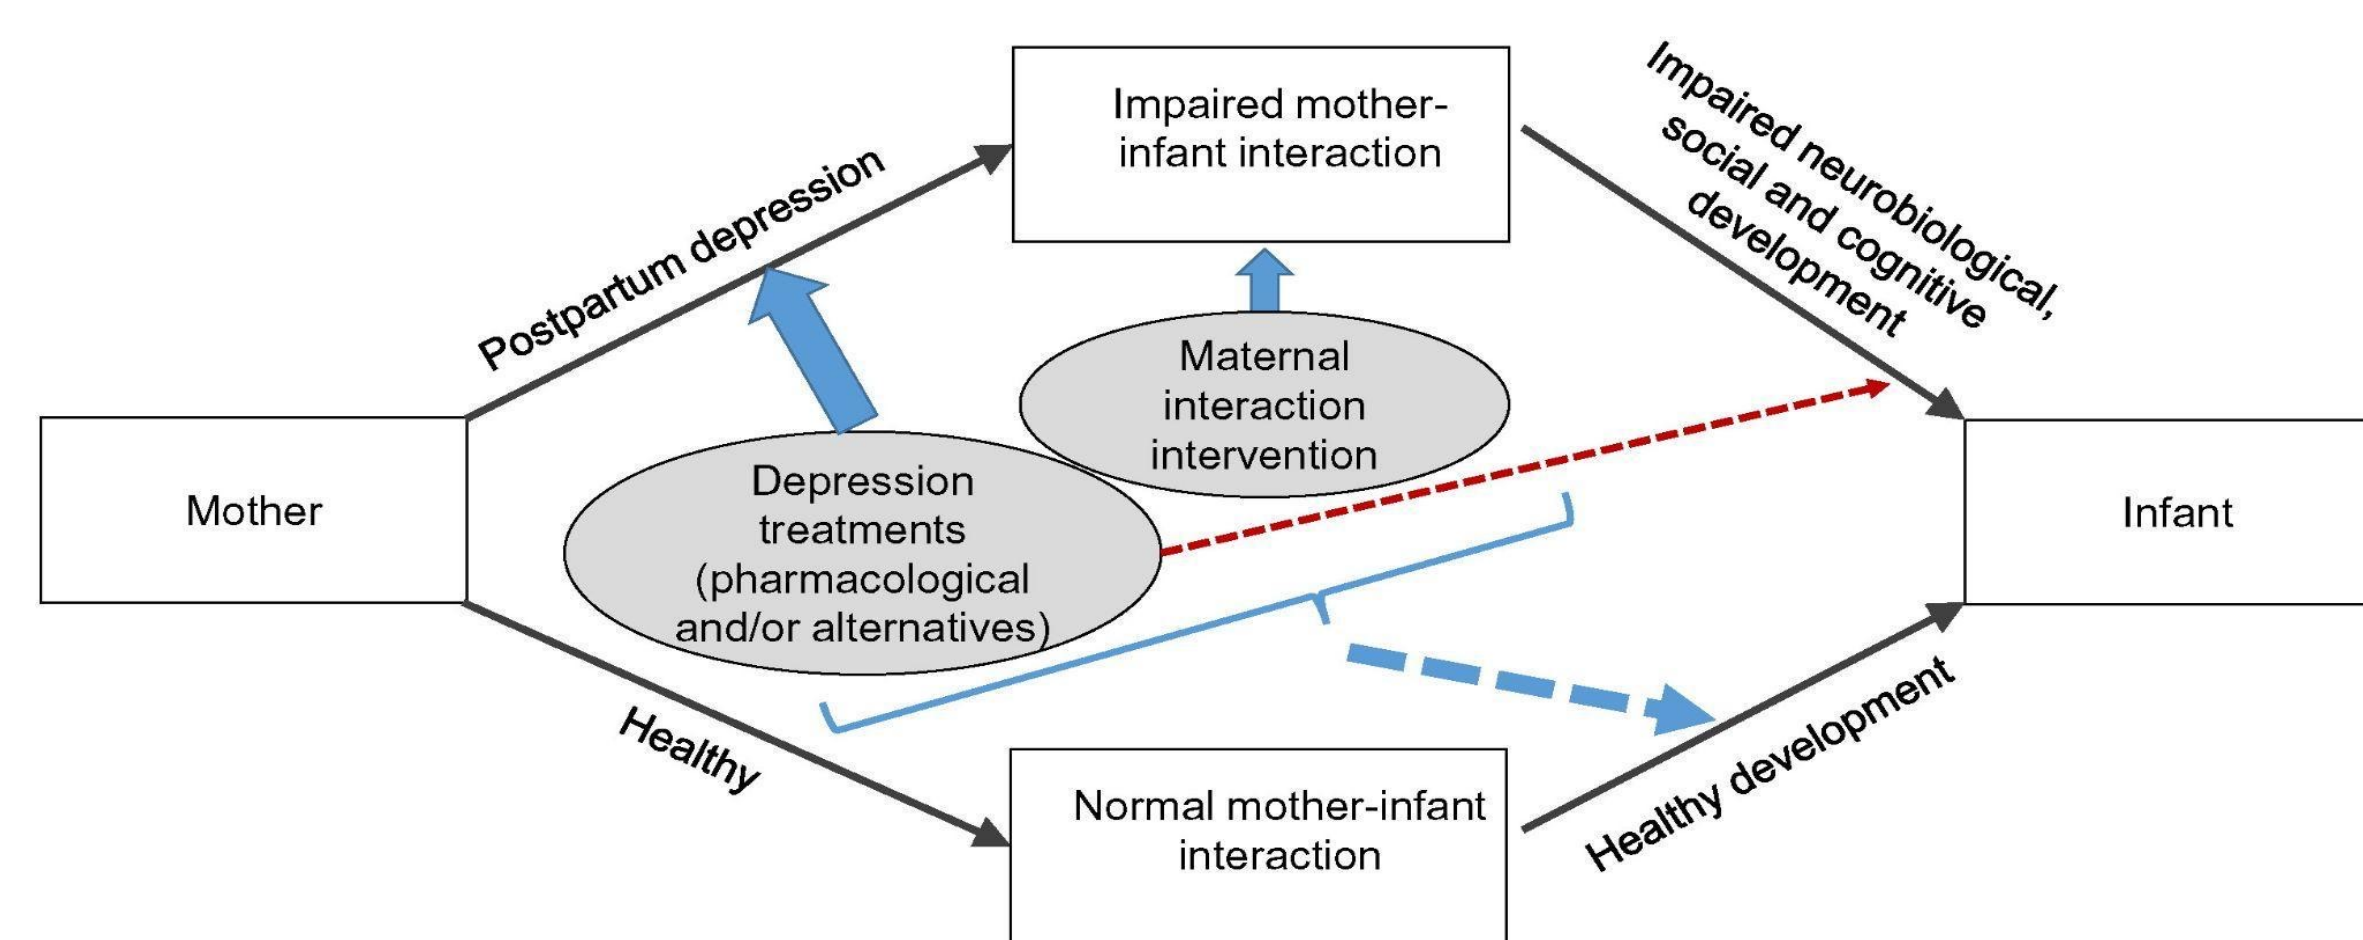 Impaired mother-
infant interaction
Impaired neurobiological,
social and cognitive
development
Postpartum depression
Maternal
interaction
intervention
Mother
Depression
treatments
(pharmacological
and/or alternatives)
Infant
Healthy
Normal mother-infant
interaction
Healthy development